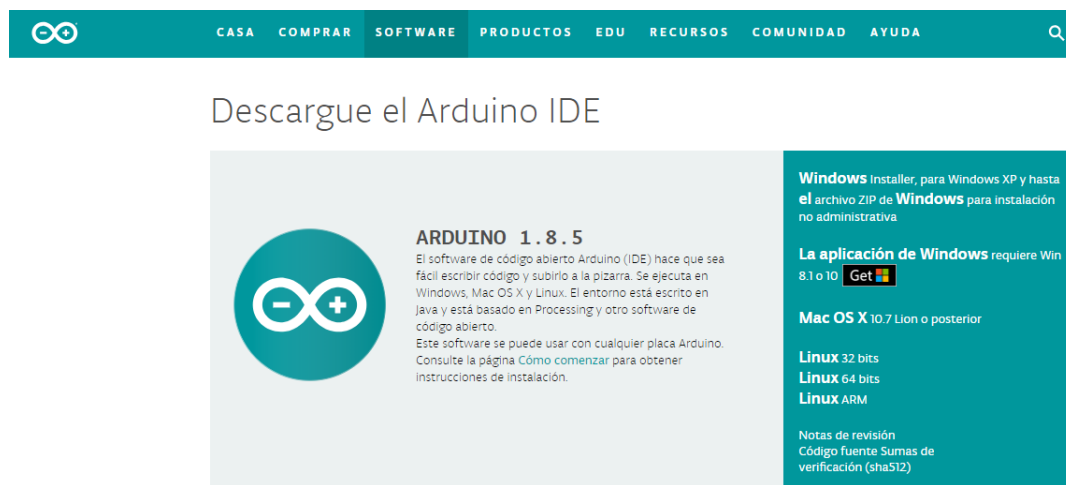 CASA COMPRAR SOFTWARE PRODUCTOS EDU RECURSOS COMUNIDAD AYUDA
Descargue el Arduino IDE
ARDUINO 1.8.5
El software de código abierto Arduino (IDE) hace que sea
fácil escribir código y subirlo a la pizarra. Se ejecuta en
Windows, Mac OS X y Linux. El entorno está escrito en
Java y está basado en Processing y otro software de
código abierto.
Este software se puede usar con cualquier placa Arduino.
Consulte la página Cómo comenzar para obtener
instrucciones de instalación.
Windows Installer, para Windows XP y hasta
el archivo ZIP de Windows para instalación
no administrativa
La aplicación de Windows requiere Win
8.1 o 10 Get
Mac OS X 10.7 Lion o posterior
Linux 32 bits
Linux 64 bits
Linux ARM
Notas de revisión
Código fuente Sumas de
verificación (sha512)